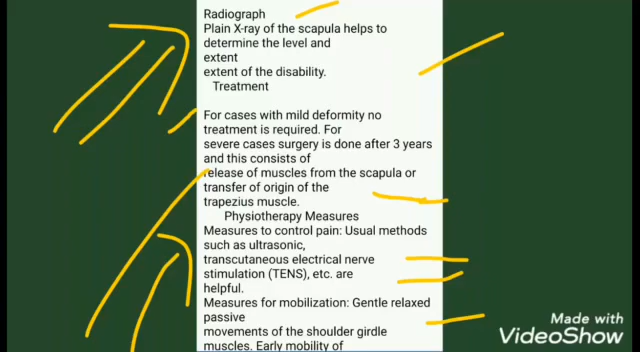 Radiograph
Plain X-ray of the scapula helps to
determine the level and
extent
extent of the disability.
Treatment
For cases with mild deformity no
treatment is required. For
severe cases surgery is done after 3 years
and this consists of
release of muscles from the scapula or
transfer of origin of the
trapezius muscle.
Physiotherapy Measures
Measures to control pain: Usual methods
such as ultrasonic,
transcutaneous electrical nerve
stimulation (TENS), etc. are
helpful.
Measures for mobilization: Gentle relaxed
passive
movements of the shoulder girdle
muscles. Early mobility of
Made with
VideoShow